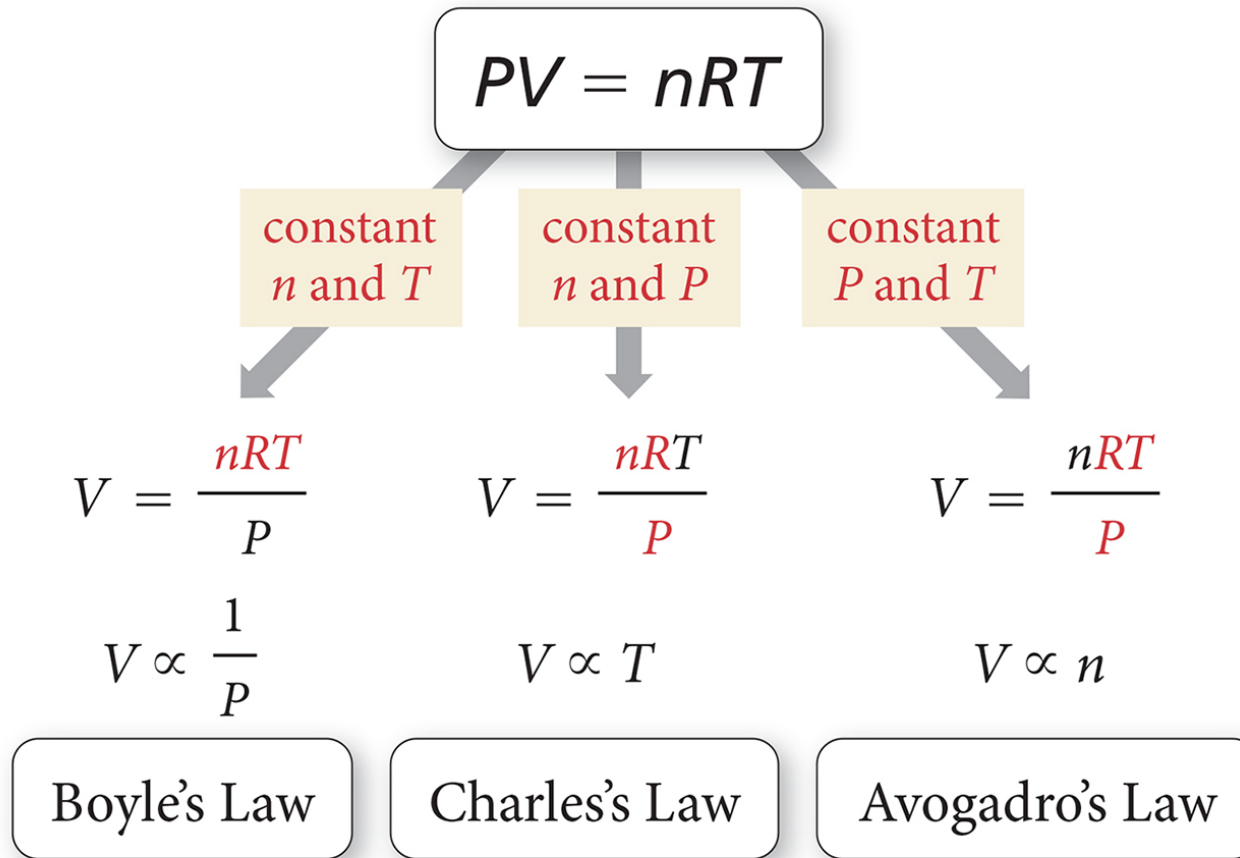 PV = nRT
constant
n and T
constant
n and P
constant
P and T
V = nRT / P
V = nRT / P
V = nRT / P
V ∝ 1 / P
V ∝ T
V ∝ n
Boyle’s Law
Charles’s Law
Avogadro’s Law